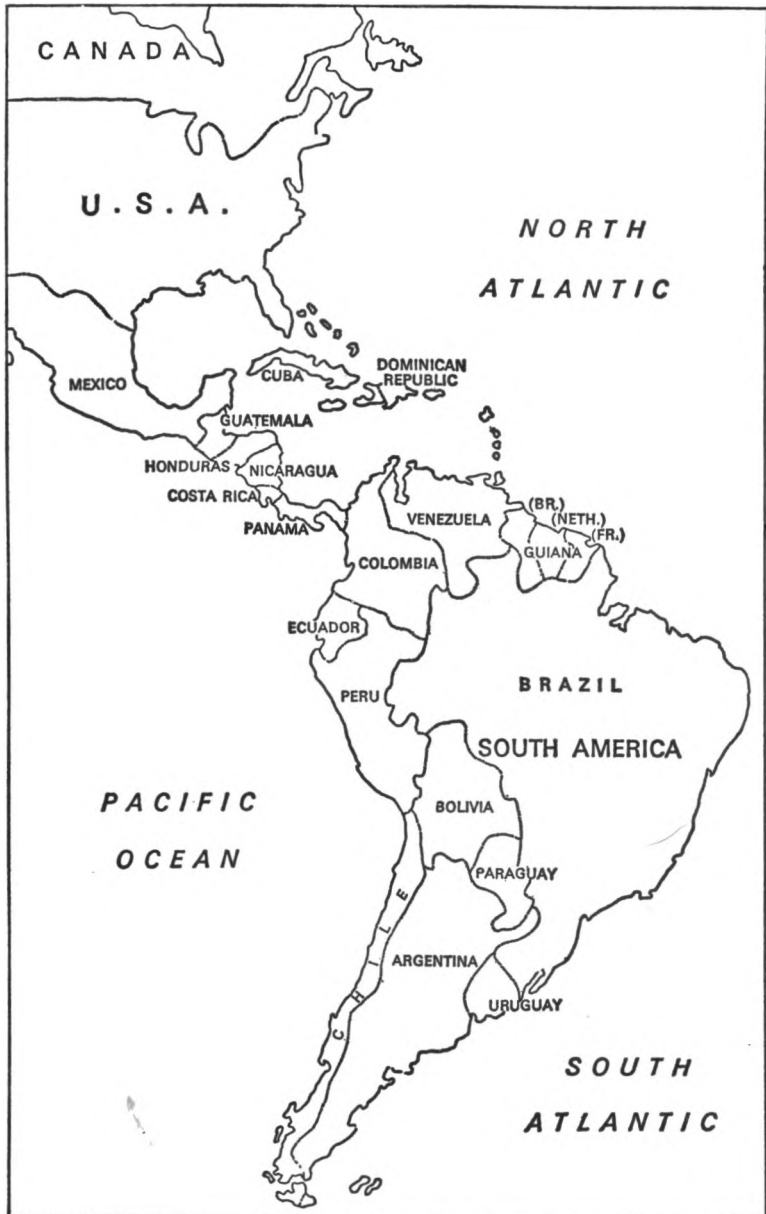 CANADA
U.S.A.
NORTH
ATLANTIC
MEXICO
CUBA
DOMINICAN
REPUBLIC
GUATEMALA
HONDURAS
NICARAGUA
COSTA RICA
PANAMA
VENEZUELA
(BR.)
(NETH.)
(FR.)
GUIANA
COLOMBIA
ECUADOR
PERU
BRAZIL
SOUTH AMERICA
BOLIVIA
PACIFIC
OCEAN
PARAGUAY
CHILE
ARGENTINA
URUGUAY
SOUTH
ATLANTIC